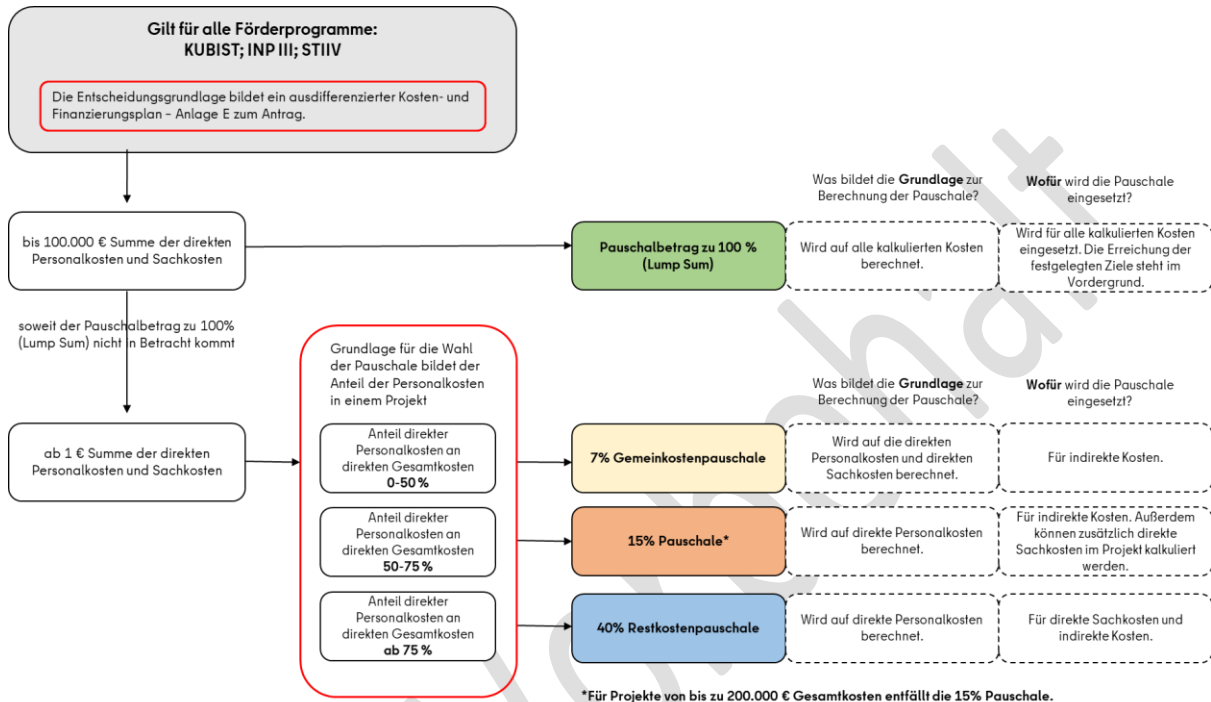 Gilt für alle Förderprogramme:
KUBIST; INP III; STIIV
Die Entscheidungsgrundlage bildet ein ausdifferenzierter Kosten- und
Finanzierungsplan – Anlage E zum Antrag.
Was bildet die Grundlage zur
Berechnung der Pauschale?
Wofür wird die Pauschale
eingesetzt?
bis 100.000 € Summe der direkten
Personalkosten und Sachkosten
Pauschalbetrag zu 100 %
(Lump Sum)
Wird auf alle kalkulierten Kosten
berechnet.
Wird für alle kalkulierten Kosten
eingesetzt. Die Erreichung der
festgelegten Ziele steht im
Vordergrund.
soweit der Pauschalbetrag zu 100%
(Lump Sum) nicht in Betracht kommt
Grundlage für die Wahl
der Pauschale bildet der
Anteil der Personalkosten
in einem Projekt
Was bildet die Grundlage zur
Berechnung der Pauschale?
Wofür wird die Pauschale
eingesetzt?
ab 1 € Summe der direkten
Personalkosten und Sachkosten
Anteil direkter
Personalkosten an
direkten Gesamtkosten
0-50 %
7% Gemeinkostenpauschale
Wird auf die direkten
Personalkosten und direkten
Sachkosten berechnet.
Für indirekte Kosten.
Anteil direkter
Personalkosten an
direkten Gesamtkosten
50-75 %
15% Pauschale*
Wird auf direkte Personalkosten
berechnet.
Für indirekte Kosten. Außerdem
können zusätzlich direkte
Sachkosten im Projekt kalkuliert
werden.
Anteil direkter
Personalkosten an
direkten Gesamtkosten
ab 75 %
40% Restkostenpauschale
Wird auf direkte Personalkosten
berechnet.
Für direkte Sachkosten und
indirekte Kosten.
*Für Projekte von bis zu 200.000 € Gesamtkosten entfällt die 15% Pauschale.